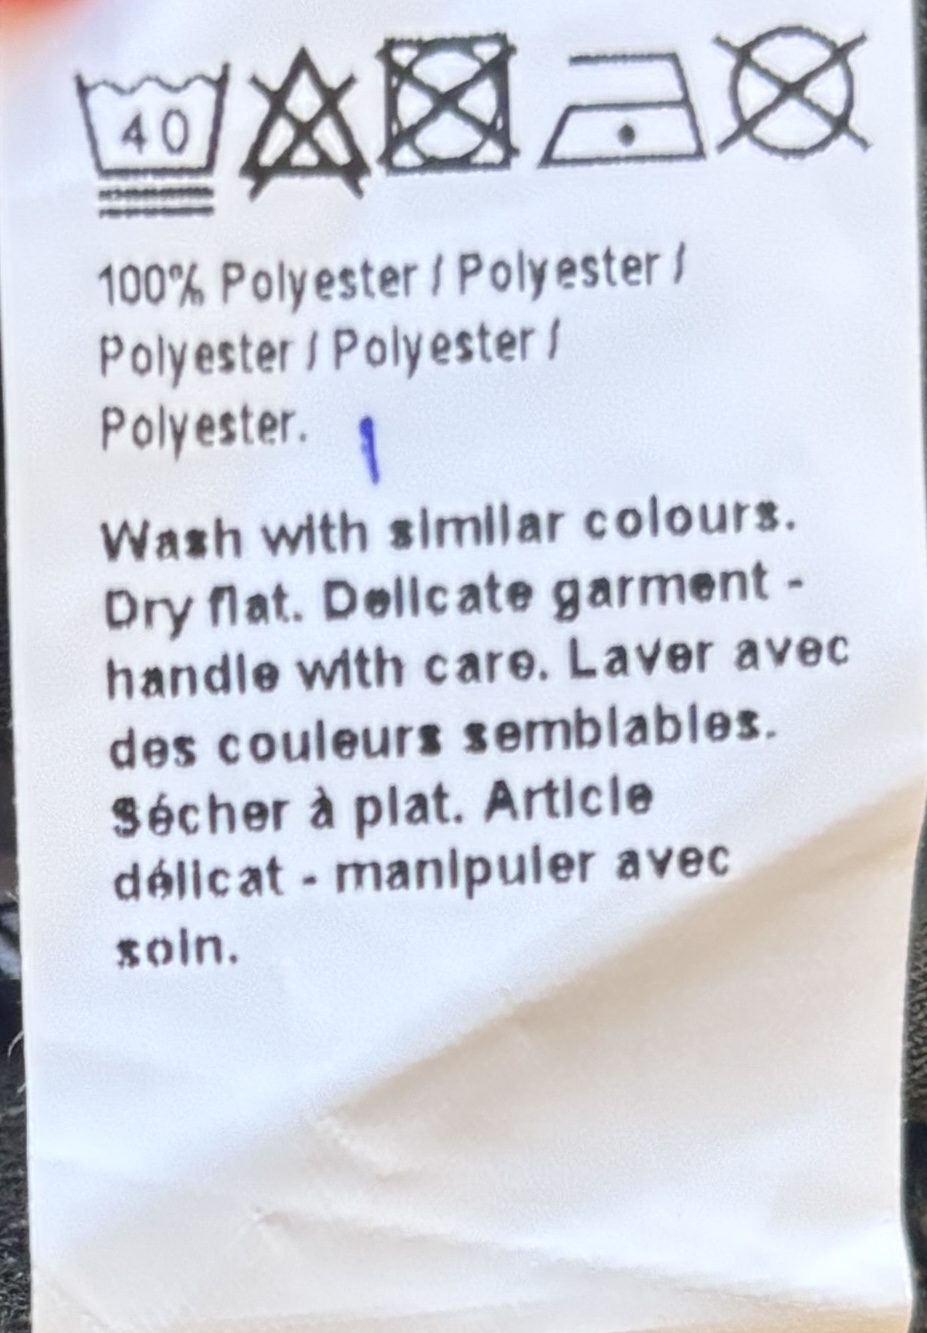 40
100% Polyester / Polyester /
Polyester / Polyester /
Polyester.
Wash with similar colours.
Dry flat. Delicate garment -
handle with care. Laver avec
des couleurs semblables.
Sécher à plat. Article
délicat - manipuler avec
soin.